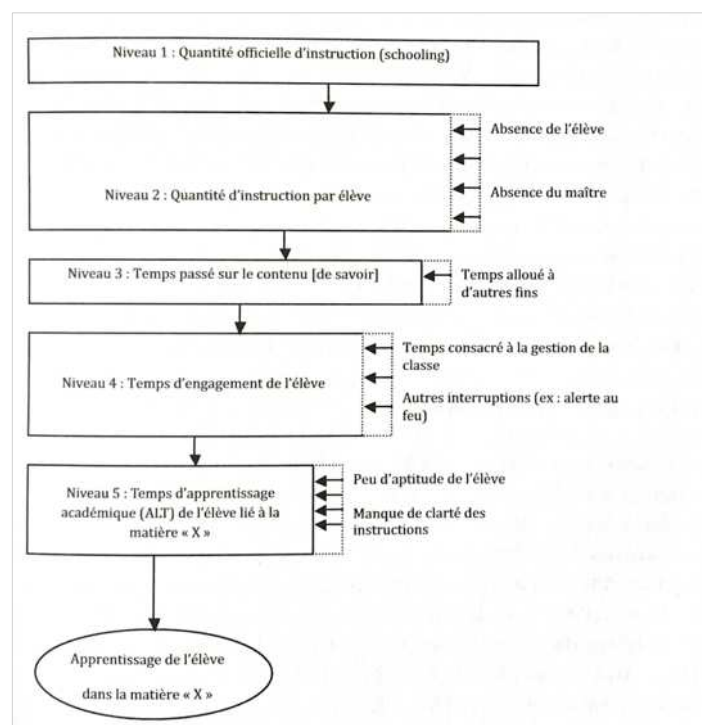 Niveau 1 : Quantité officielle d'instruction (schooling)
Absence de l'élève
Niveau 2 : Quantité d'instruction par élève
Absence du maître
Niveau 3 : Temps passé sur le contenu [de savoir]
Temps alloué à
d'autres fins
Temps consacré à la gestion de la
classe
Niveau 4 : Temps d'engagement de l'élève
Autres interruptions (ex : alerte au
feu)
Niveau 5 : Temps d'apprentissage
académique (ALT) de l'élève lié à la
matière « X »
Peu d'aptitude de l'élève
Manque de clarté des
instructions
Apprentissage de l'élève
dans la matière « X »